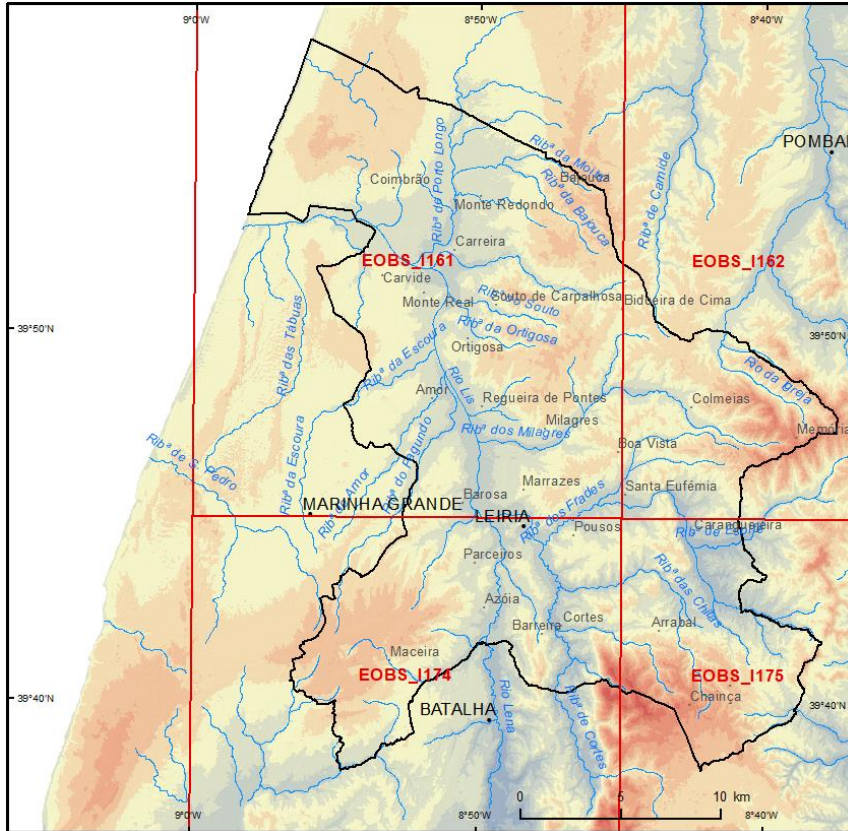 9°0'W
8°50'W
8°40'W
POMBAL
Ribª da Moita
Bajouca
Ribª da Bajouca
Ribª de Porto Longo
Ribª de Carnide
Coimbrão
Monte Redondo
Carreira
EOBS_I161
EOBS_I162
Carvide
Monte Real
Souto de Carpalhosa
Bidoeira de Cima
39°50'N
39°50'N
Ribª da Ortigosa
Ortigosa
Ribª das Tábuas
Ribª da Escoura
Rio Lis
Rio da Igreja
Amor
Regueira de Pontes
Colmeias
Milagres
Memória
Ribª dos Milagres
Boa Vista
Ribª de S. Pedro
Ribª da Escoura
Ribª do Fagundo
Ribª de Amor
Marrazes
Santa Eufémia
Barosa
MARINHA GRANDE
LEIRIA
Ribª dos Frades
Pousos
Caranguejeira
Parceiros
Ribª das Chitas
Azóia
Barreira
Cortes
Arrabal
Maceira
EOBS_I174
EOBS_I175
Chainça
39°40'N
39°40'N
BATALHA
Rio Lena
Ribª de Cortes
0 5 10 km
9°0'W
8°50'W
8°40'W